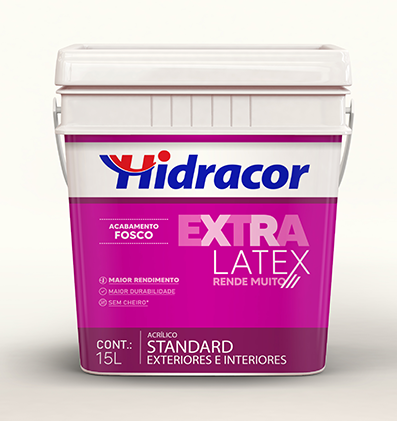 Hidracor
ACABAMENTO
FOSCO
EXTRA
LATEX
RENDE MUITO
MAIOR RENDIMENTO
MAIOR DURABILIDADE
SEM CHEIRO*
CONT.:
15L
ACRÍLICO
STANDARD
EXTERIORES E INTERIORES